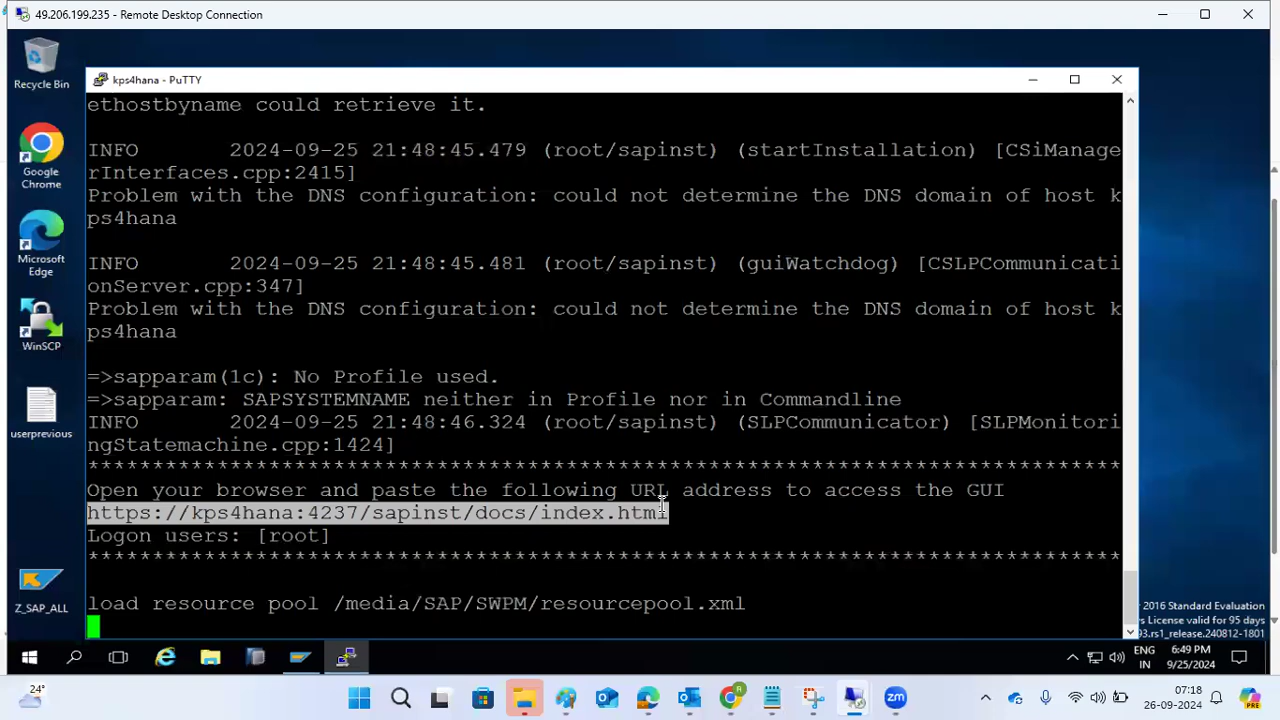 49.206.199.235 - Remote Desktop Connection
Recycle Bin
Google Chrome
Microsoft Edge
WinSCP
userprevious
Z_SAP_ALL
kps4hana - PuTTY
ethostbyname could retrieve it.
INFO 2024-09-25 21:48:45.479 (root/sapinst) (startInstallation) [CSiManage
rInterfaces.cpp:2415]
Problem with the DNS configuration: could not determine the DNS domain of host k
ps4hana
INFO 2024-09-25 21:48:45.481 (root/sapinst) (guiWatchdog) [CSLPCommunicati
onServer.cpp:347]
Problem with the DNS configuration: could not determine the DNS domain of host k
ps4hana
=>sapparam(1c): No Profile used.
=>sapparam: SAPSYSTEMNAME neither in Profile nor in Commandline
INFO 2024-09-25 21:48:46.324 (root/sapinst) (SLPCommunicator) [SLPMonitori
ngStatemachine.cpp:1424]
********************************************************************************
Open your browser and paste the following URL address to access the GUI
https://kps4hana:4237/sapinst/docs/index.html
Logon users: [root]
********************************************************************************
load resource pool /media/SAP/SWPM/resourcepool.xml
2016 Standard Evaluation
License valid for 95 days
93.rs1_release.240812-1801
ENG
IN
6:49 PM
9/25/2024
24°
07:18
26-09-2024
PRE